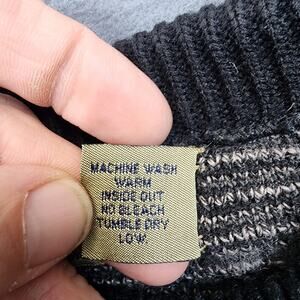 MACHINE WASH
WARM
INSIDE OUT
NO BLEACH
TUMBLE DRY
LOW.